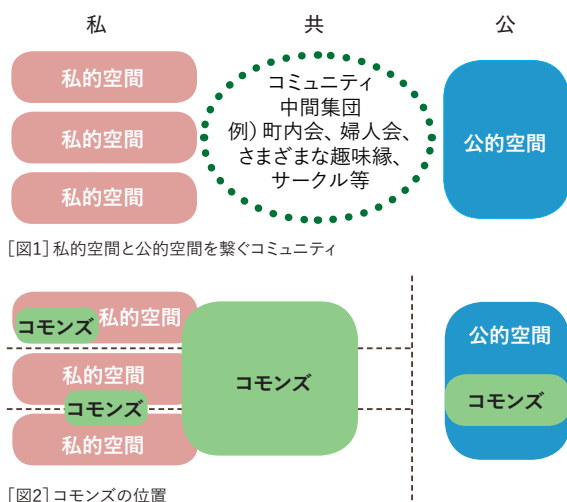 私
共
公
私的空間
私的空間
私的空間
コミュニティ
中間集団
例）町内会、婦人会、
さまざまな趣味縁、
サークル等
公的空間
［図1］私的空間と公的空間を繋ぐコミュニティ
私的空間
コモンズ
私的空間
コモンズ
私的空間
コモンズ
公的空間
コモンズ
［図2］コモンズの位置